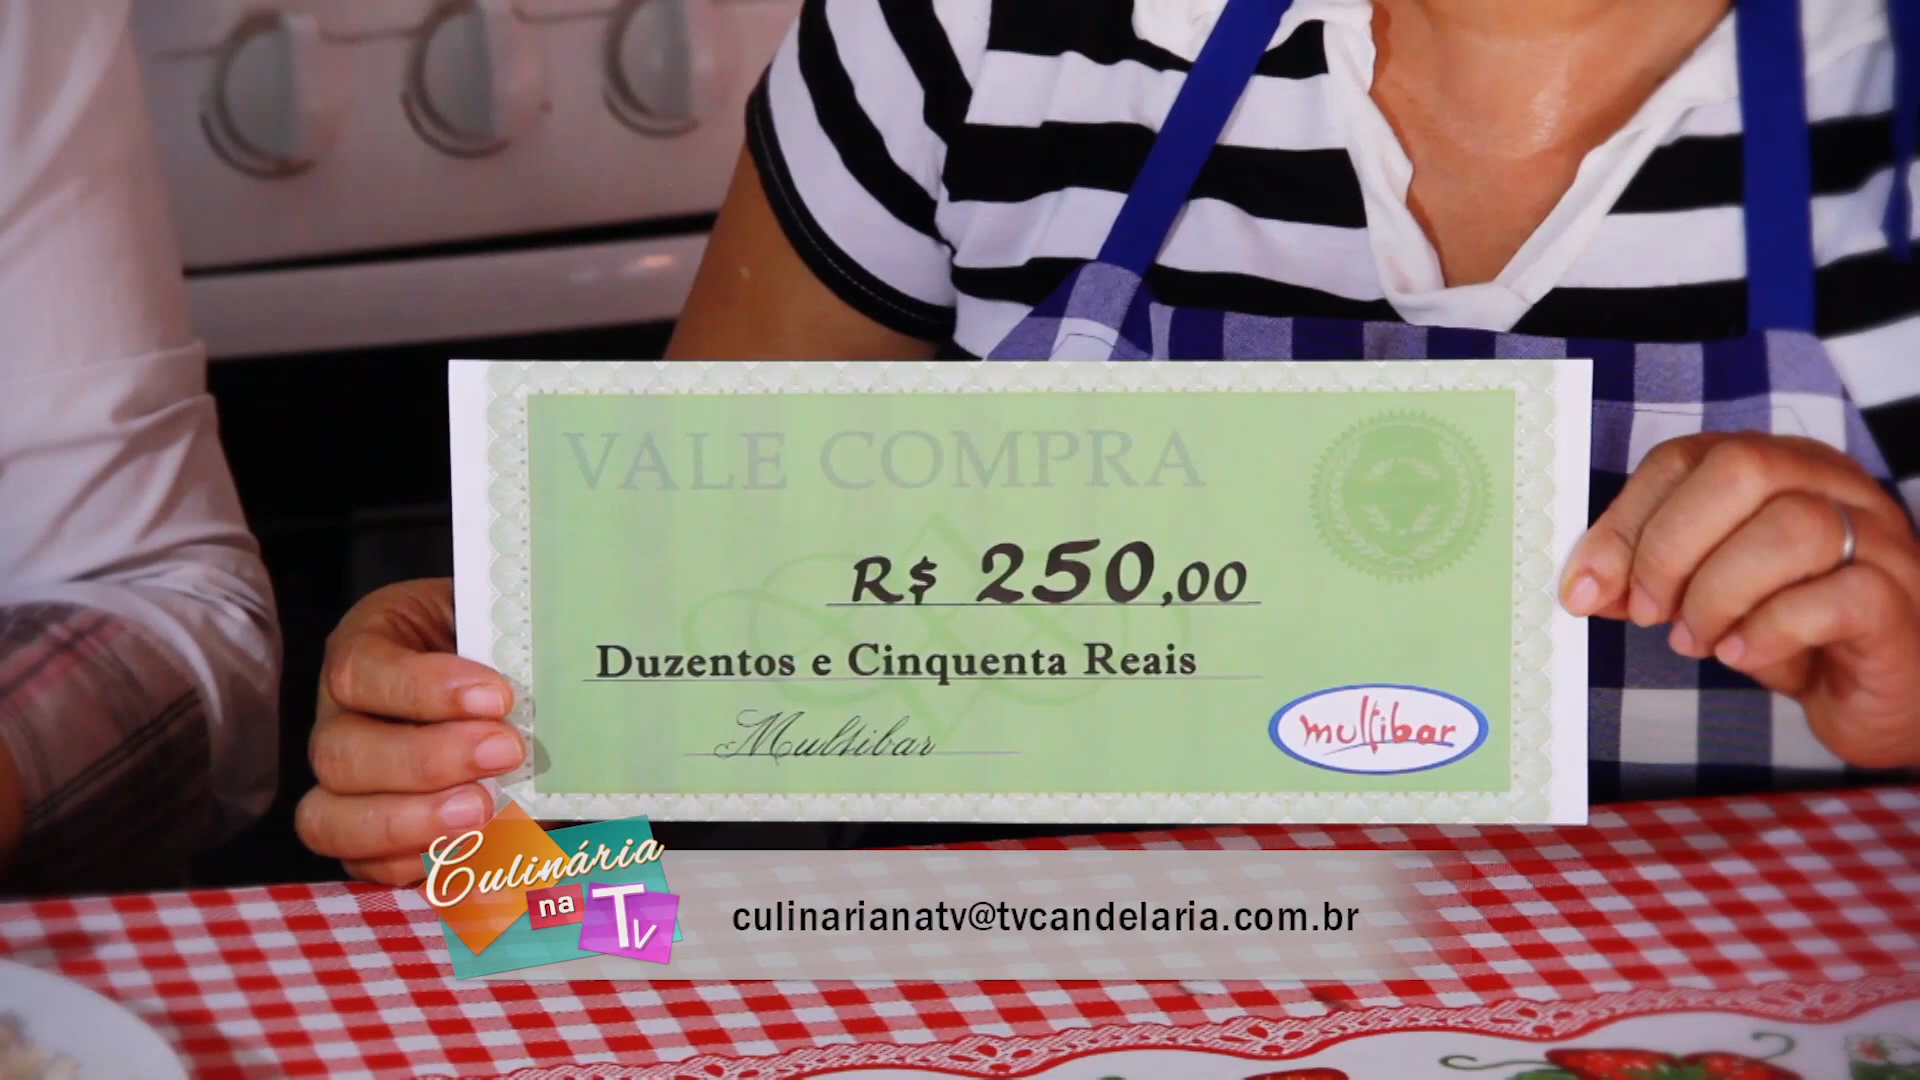 VALE COMPRA
R$ 250,00
Duzentos e Cinquenta Reais
Multibar
multibar
Culinária
na TV
culinarianatv@tvcandelaria.com.br